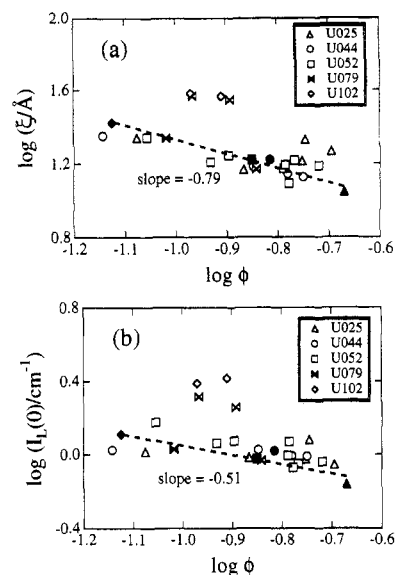 (a)
U025
U044
U052
U079
U102
2.0
1.6
1.2
0.8
log (ξ/Å)
slope = -0.79
-1.2 -1.1 -1.0 -0.9 -0.8 -0.7 -0.6
log ϕ
(b)
U025
U044
U052
U079
U102
0.8
0.4
0.0
-0.4
log (I_L(0)/cm⁻¹)
slope = -0.51
-1.2 -1.1 -1.0 -0.9 -0.8 -0.7 -0.6
log ϕ